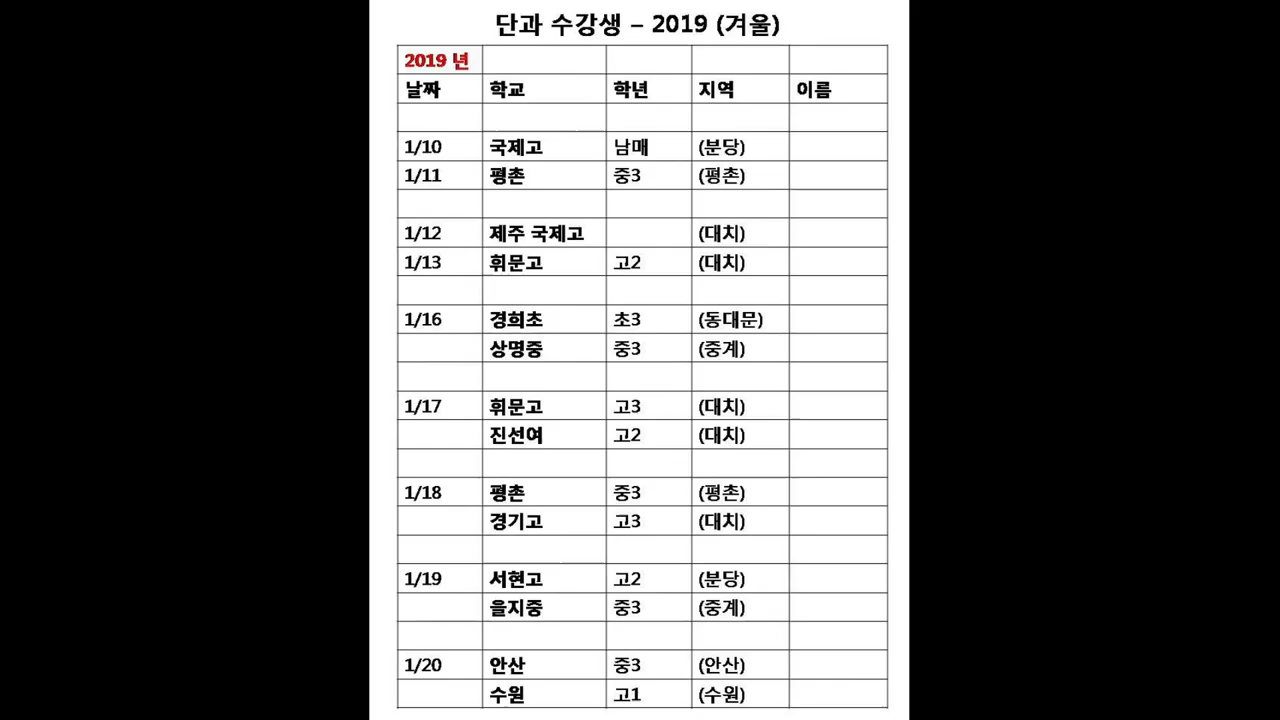 단과 수강생 – 2019 (겨울)
2019 년
날짜 학교 학년 지역 이름
1/10 국제고 남매 (분당)
1/11 평촌 중3 (평촌)
1/12 제주 국제고 (대치)
1/13 휘문고 고2 (대치)
1/16 경희초 초3 (동대문)
상명중 중3 (중계)
1/17 휘문고 고3 (대치)
진선여 고2 (대치)
1/18 평촌 중3 (평촌)
경기고 고3 (대치)
1/19 서현고 고2 (분당)
을지중 중3 (중계)
1/20 안산 중3 (안산)
수원 고1 (수원)